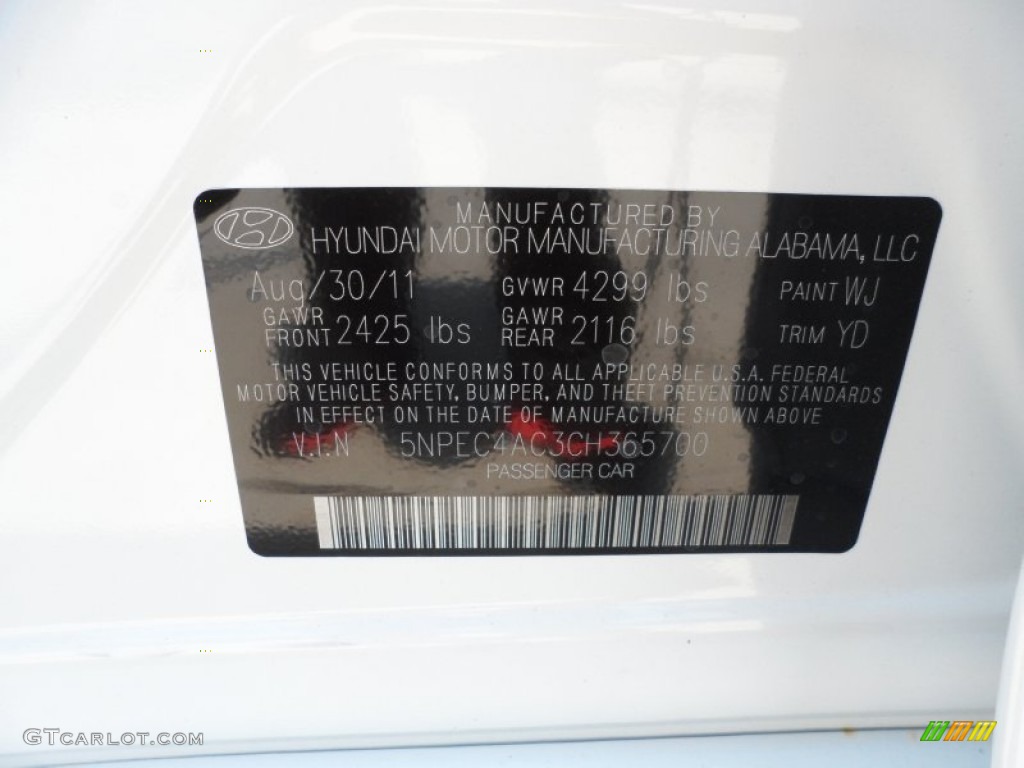 MANUFACTURED BY
HYUNDAI MOTOR MANUFACTURING ALABAMA, LLC
Aug/30/11 GVWR 4299 lbs PAINT WJ
GAWR FRONT 2425 lbs GAWR REAR 2116 lbs TRIM YD
THIS VEHICLE CONFORMS TO ALL APPLICABLE U.S.A. FEDERAL
MOTOR VEHICLE SAFETY, BUMPER, AND THEFT PREVENTION STANDARDS
IN EFFECT ON THE DATE OF MANUFACTURE SHOWN ABOVE
V.I.N 5NPEC4AC3CH365700
PASSENGER CAR
GTCARLOT.COM